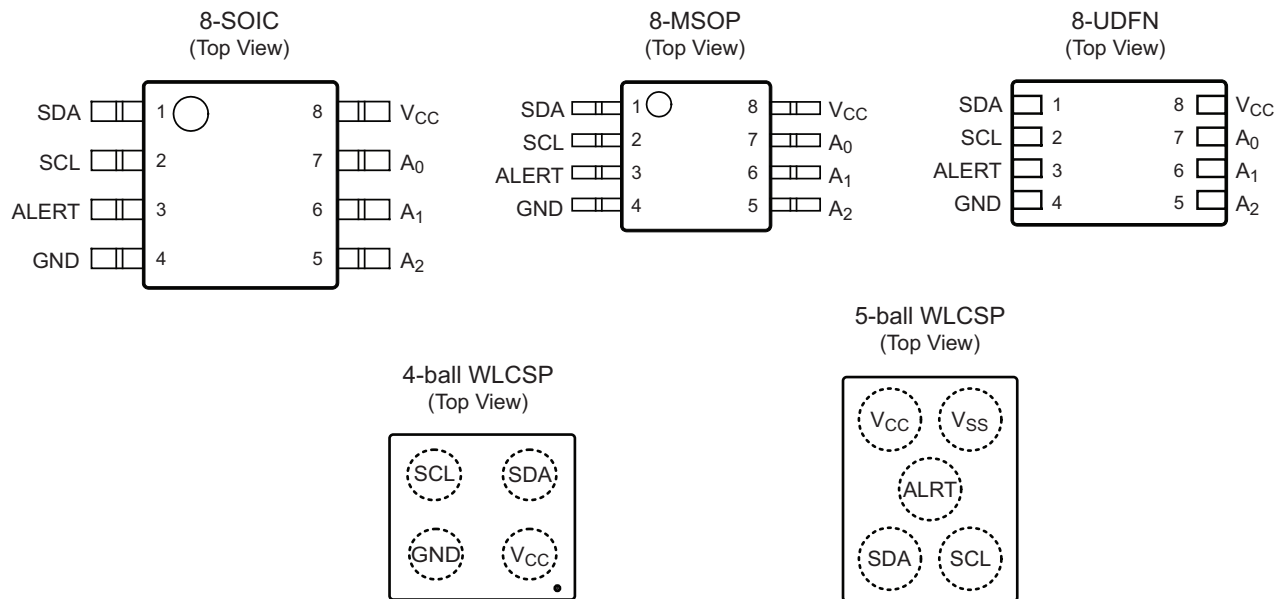 8-SOIC
(Top View)
SDA 1 8 VCC
SCL 2 7 A0
ALERT 3 6 A1
GND 4 5 A2
8-MSOP
(Top View)
SDA 1 8 VCC
SCL 2 7 A0
ALERT 3 6 A1
GND 4 5 A2
8-UDFN
(Top View)
SDA 1 8 VCC
SCL 2 7 A0
ALERT 3 6 A1
GND 4 5 A2
4-ball WLCSP
(Top View)
SCL SDA
GND VCC
5-ball WLCSP
(Top View)
VCC VSS
ALRT
SDA SCL